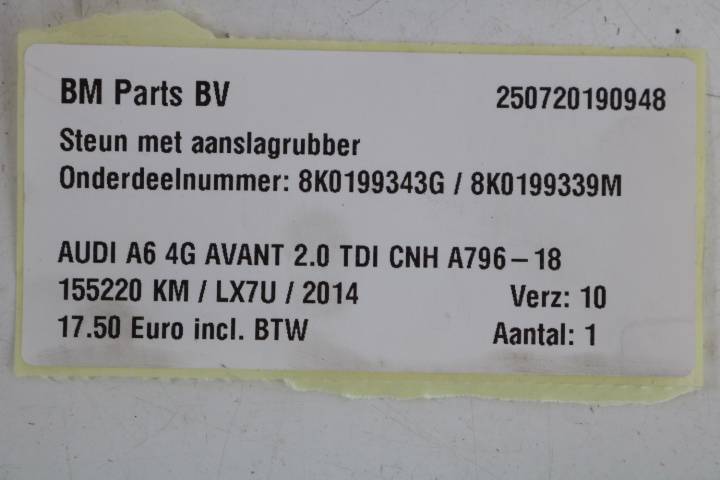 BM Parts BV 250720190948
Steun met aanslagrubber
Onderdeelnummer: 8K0199343G / 8K0199339M
AUDI A6 4G AVANT 2.0 TDI CNH A796-18
155220 KM / LX7U / 2014 Verz: 10
17.50 Euro incl. BTW Aantal: 1